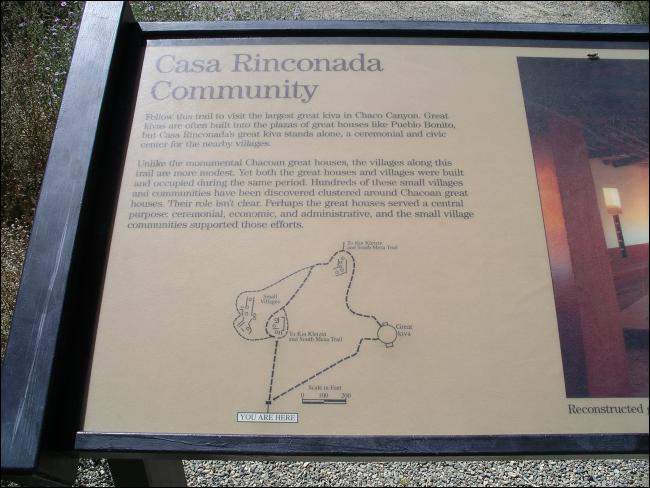 Casa Rinconada
Community
Follow this trail to visit the largest great kiva in Chaco Canyon. Great
kivas are often built into the plazas of great houses like Pueblo Bonito,
but Casa Rinconada's great kiva stands alone, a ceremonial and civic
center for the nearby villages.
Unlike the monumental Chacoan great houses, the villages along this
trail are more modest. Yet both the great houses and villages were built
and occupied during the same period. Hundreds of these small villages
and communities have been discovered clustered around Chacoan great
houses. Their role isn't clear. Perhaps the great houses served a central
purpose: ceremonial, economic, and administrative, and the small village
communities supported those efforts.
To Kin Kletzin
and South Mesa Trail
Small
Villages
To Kin Kletzin
and South Mesa Trail
Great
kiva
Scale in Feet
0 100 200
YOU ARE HERE
Reconstructed